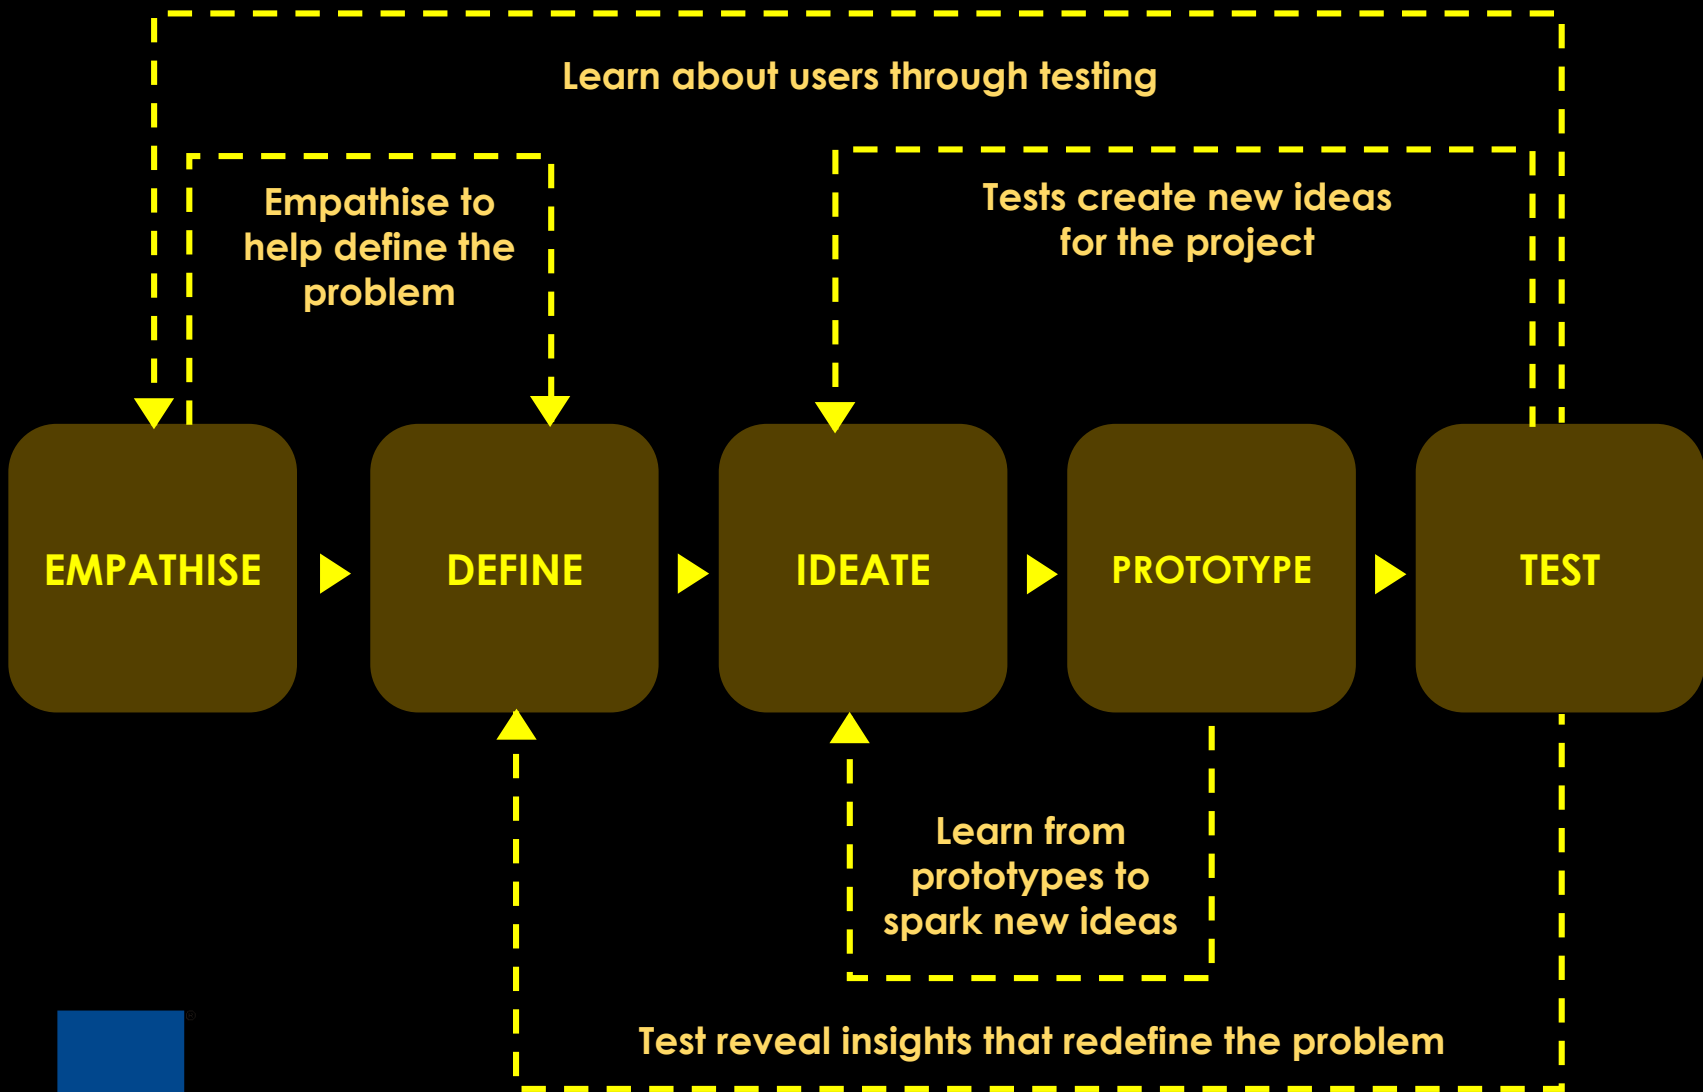 Learn about users through testing
Empathise to
help define the
problem
Tests create new ideas
for the project
EMPATHISE
DEFINE
IDEATE
PROTOTYPE
TEST
Learn from
prototypes to
spark new ideas
Test reveal insights that redefine the problem
®